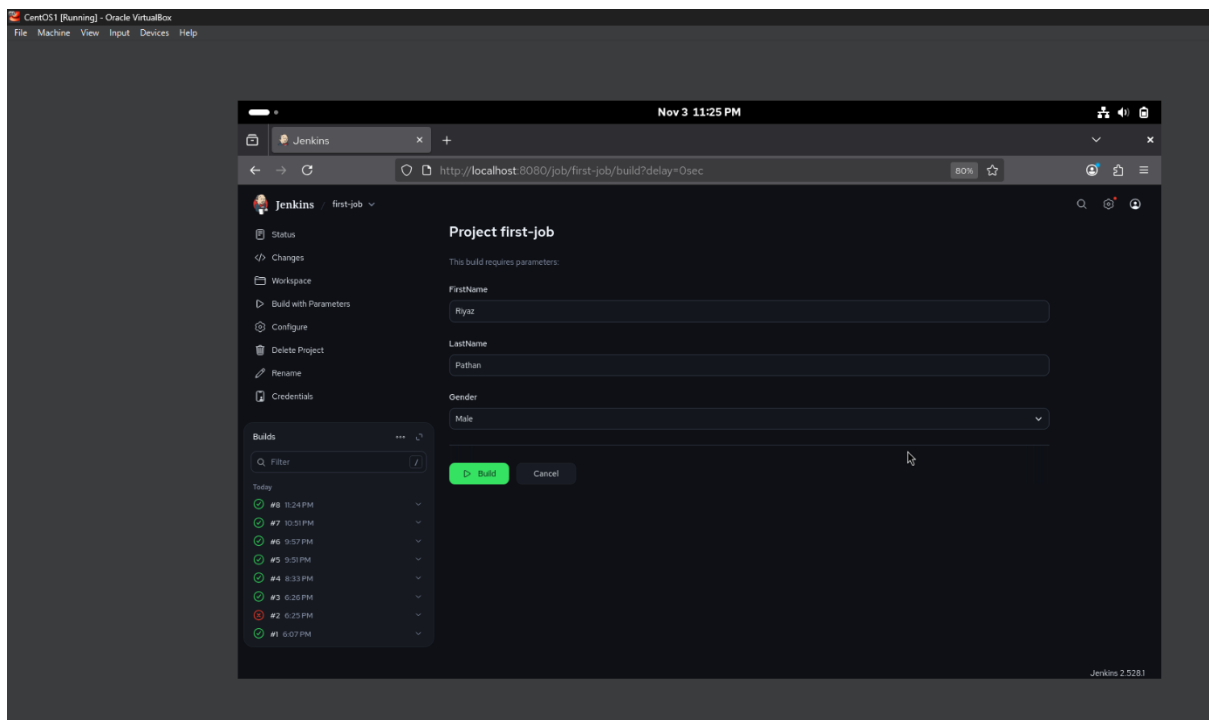 CentOS1 [Running] - Oracle VirtualBox
File Machine View Input Devices Help
Nov 3 11:25 PM
Jenkins
http://localhost:8080/job/first-job/build?delay=0sec
80%
Jenkins / first-job
Status
Changes
Workspace
Build with Parameters
Configure
Delete Project
Rename
Credentials
Builds
Filter /
Today
#8 11:24 PM
#7 10:51 PM
#6 9:57 PM
#5 9:51 PM
#4 8:33 PM
#3 6:26 PM
#2 6:25 PM
#1 6:07 PM
Project first-job
This build requires parameters:
FirstName
Riyaz
LastName
Pathan
Gender
Male
Build Cancel
Jenkins 2.528.1